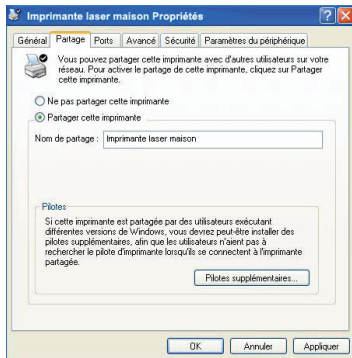 Imprimante laser maison Propriétés
Général Partage Ports Avancé Sécurité Paramètres du périphérique
Vous pouvez partager cette imprimante avec d'autres utilisateurs sur votre
réseau. Pour activer le partage de cette imprimante, cliquez sur Partager
cette imprimante.
Ne pas partager cette imprimante
Partager cette imprimante
Nom de partage : Imprimante laser maison
Pilotes
Si cette imprimante est partagée par des utilisateurs exécutant
différentes versions de Windows, vous devrez peut-être installer des
pilotes supplémentaires, afin que les utilisateurs n'aient pas à
rechercher le pilote d'imprimante lorsqu'ils se connectent à l'imprimante
partagée.
Pilotes supplémentaires...
OK Annuler Appliquer